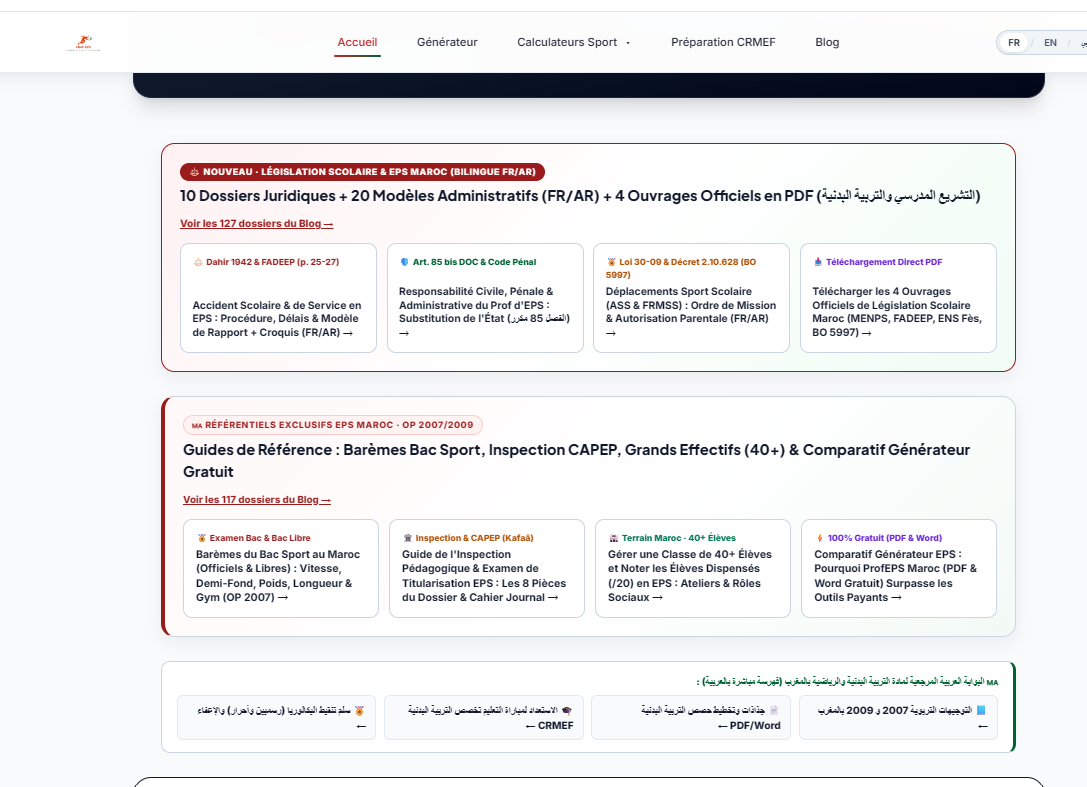 Accueil
Générateur
Calculateurs Sport
Préparation CRMEF
Blog
FR / EN /
NOUVEAU · LÉGISLATION SCOLAIRE & EPS MAROC (BILINGUE FR/AR)
10 Dossiers Juridiques + 20 Modèles Administratifs (FR/AR) + 4 Ouvrages Officiels en PDF (التشريع المدرسي والتربية البدنية)
Voir les 127 dossiers du Blog →
Dahir 1942 & FADEEP (p. 25-27)
Accident Scolaire & de Service en
EPS : Procédure, Délais & Modèle
de Rapport + Croquis (FR/AR) →
Art. 85 bis DOC & Code Pénal
Responsabilité Civile, Pénale &
Administrative du Prof d'EPS :
Substitution de l'État (الفصل 85 مكرر)
→
Loi 30-09 & Décret 2.10.628 (BO
5997)
Déplacements Sport Scolaire
(ASS & FRMSS) : Ordre de Mission
& Autorisation Parentale (FR/AR)
→
Téléchargement Direct PDF
Télécharger les 4 Ouvrages
Officiels de Législation Scolaire
Maroc (MENPS, FADEEP, ENS Fès,
BO 5997) →
MA RÉFÉRENTIELS EXCLUSIFS EPS MAROC · OP 2007/2009
Guides de Référence : Barèmes Bac Sport, Inspection CAPEP, Grands Effectifs (40+) & Comparatif Générateur
Gratuit
Voir les 117 dossiers du Blog →
Examen Bac & Bac Libre
Barèmes du Bac Sport au Maroc
(Officiels & Libres) : Vitesse,
Demi-Fond, Poids, Longueur &
Gym (OP 2007) →
Inspection & CAPEP (Kafaâ)
Guide de l'Inspection
Pédagogique & Examen de
Titularisation EPS : Les 8 Pièces
du Dossier & Cahier Journal →
Terrain Maroc · 40+ Élèves
Gérer une Classe de 40+ Élèves
et Noter les Élèves Dispensés
(/20) en EPS : Ateliers & Rôles
Sociaux →
100% Gratuit (PDF & Word)
Comparatif Générateur EPS :
Pourquoi ProfEPS Maroc (PDF &
Word Gratuit) Surpasse les
Outils Payants →
MA البوابة العربية المرجعية لمادة التربية البدنية والرياضية بالمغرب (فهرسة مباشرة بالعربية) :
التوجيهات التربوية 2007 و 2009 بالمغرب
←
جذاذات وتخطيط حصص التربية البدنية
PDF/Word ←
الاستعداد لمباراة التعليم تخصص التربية البدنية
CRMEF ←
سلم تنقيط البكالوريا (رسميين وأحرار) والإعفاء
←